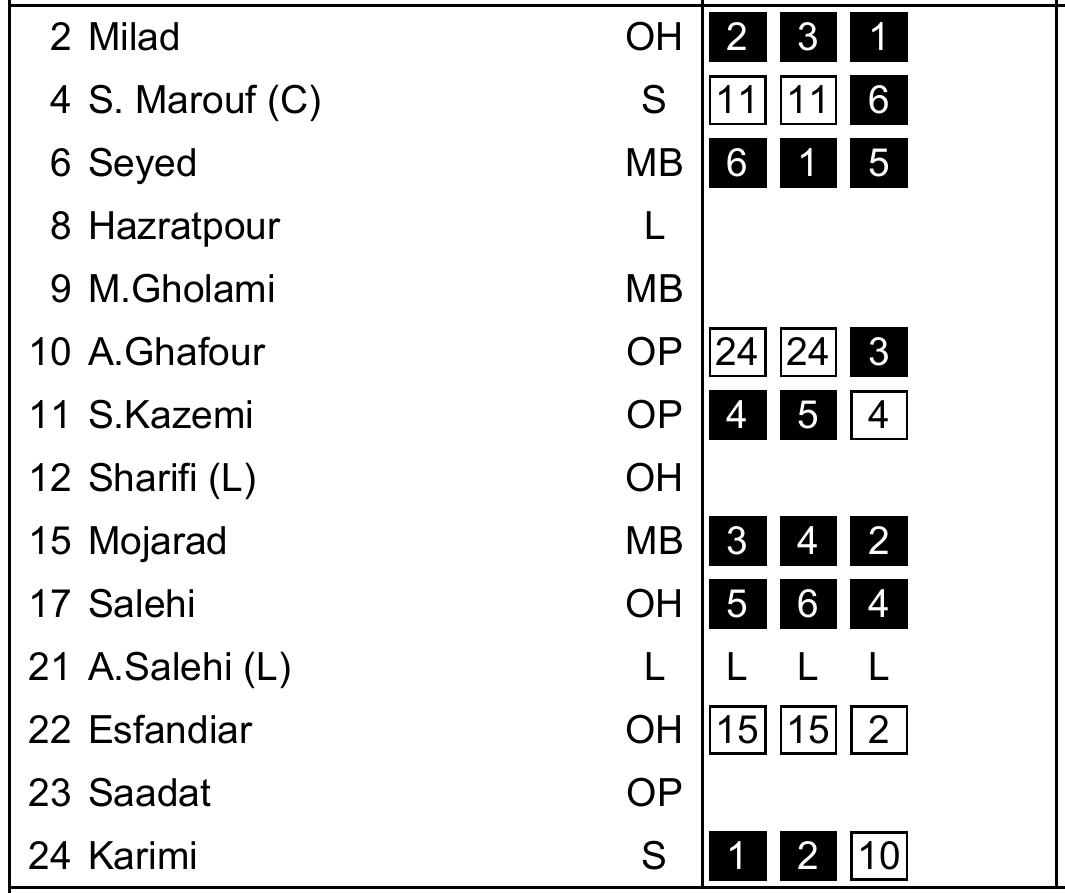 2 Milad OH 2 3 1
4 S. Marouf (C) S 11 11 6
6 Seyed MB 6 1 5
8 Hazratpour L
9 M.Gholami MB
10 A.Ghafour OP 24 24 3
11 S.Kazemi OP 4 5 4
12 Sharifi (L) OH
15 Mojarad MB 3 4 2
17 Salehi OH 5 6 4
21 A.Salehi (L) L L L L
22 Esfandiar OH 15 15 2
23 Saadat OP
24 Karimi S 1 2 10